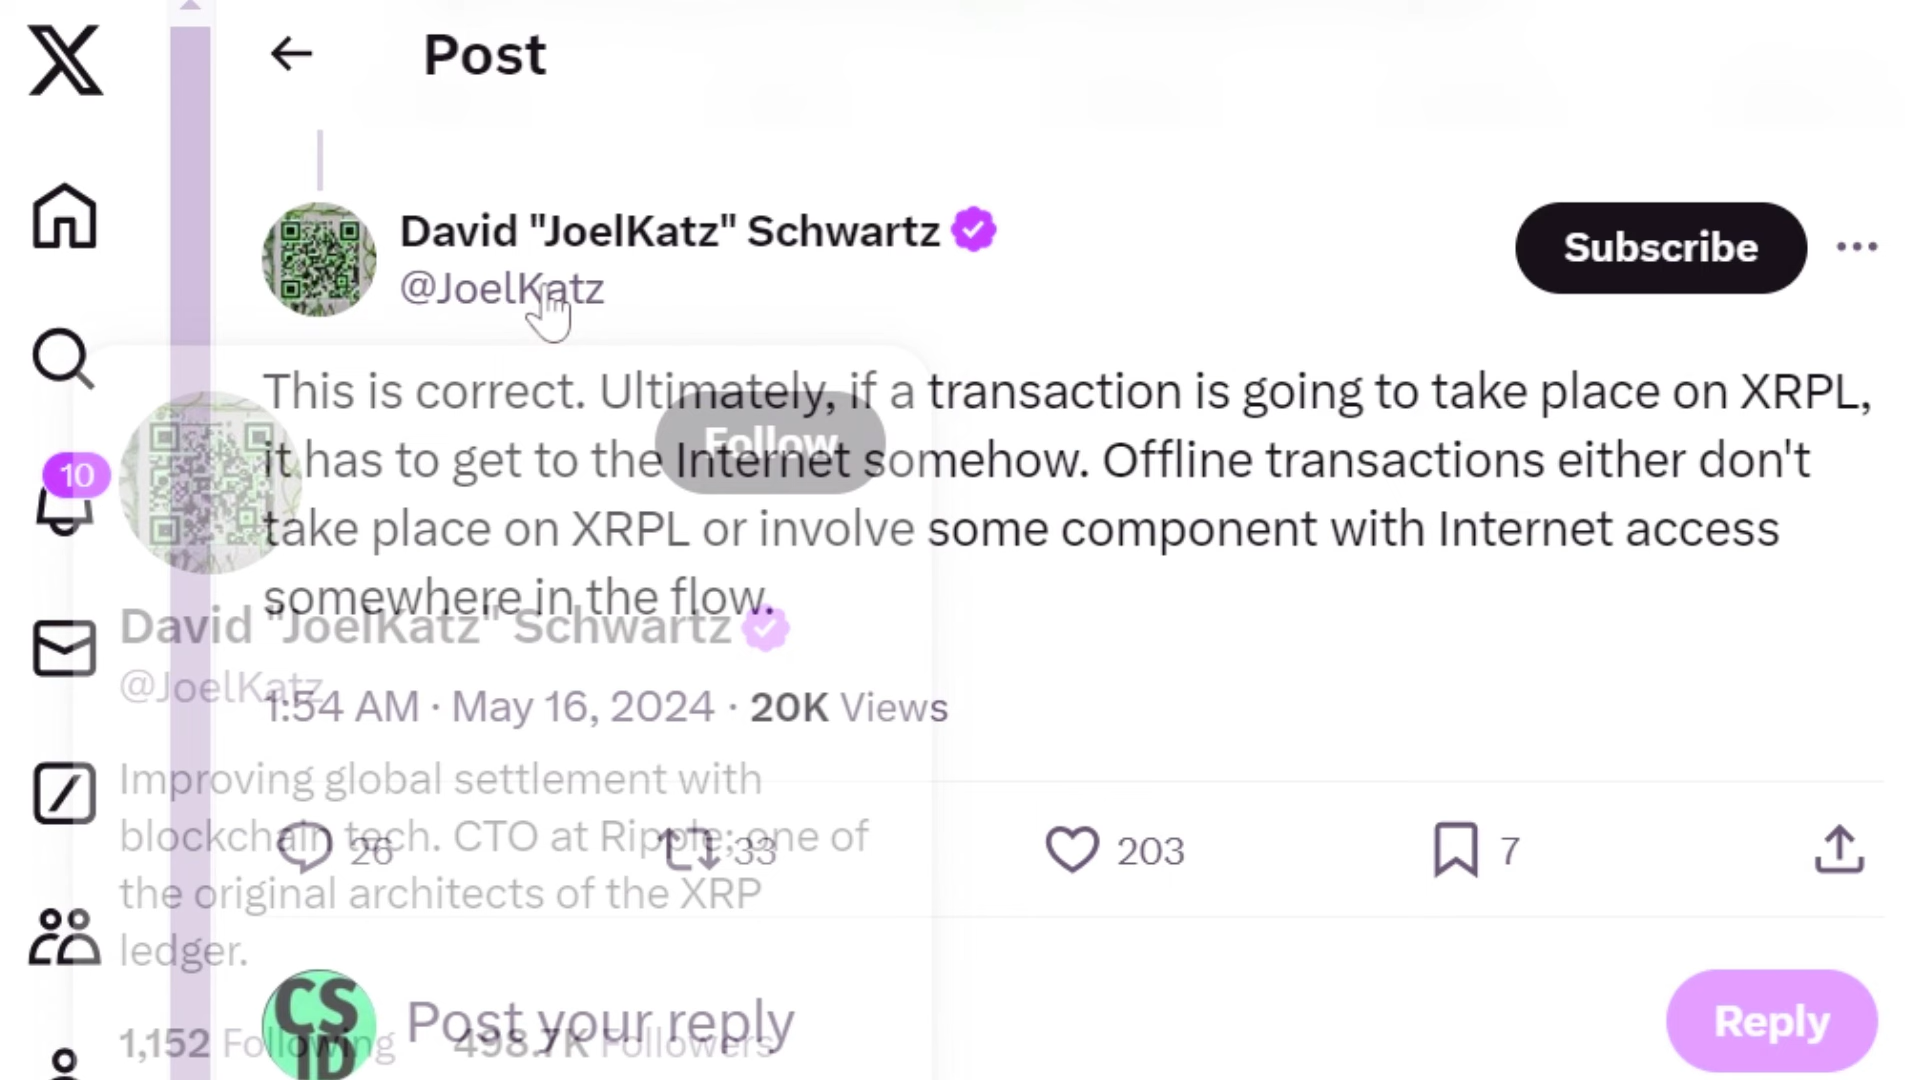 Post
David "JoelKatz" Schwartz
@JoelKatz
Subscribe
This is correct. Ultimately, if a transaction is going to take place on XRPL,
it has to get to the Internet somehow. Offline transactions either don't
take place on XRPL or involve some component with Internet access
somewhere in the flow.
1:54 AM · May 16, 2024 · 20K Views
26
33
203
7
Post your reply
Reply
10
Follow
David "JoelKatz" Schwartz
@JoelKatz
Improving global settlement with
blockchain tech. CTO at Ripple; one of
the original architects of the XRP
ledger.
1,152 Following 498.7K Followers
CS
ID